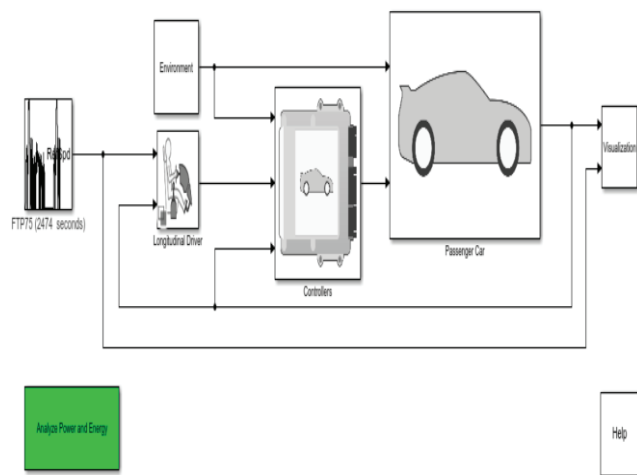 Environment
RefSpd
FTP75 (2474 seconds)
Longitudinal Driver
Controllers
Passenger Car
Visualization
Analyze Power and Energy
Help